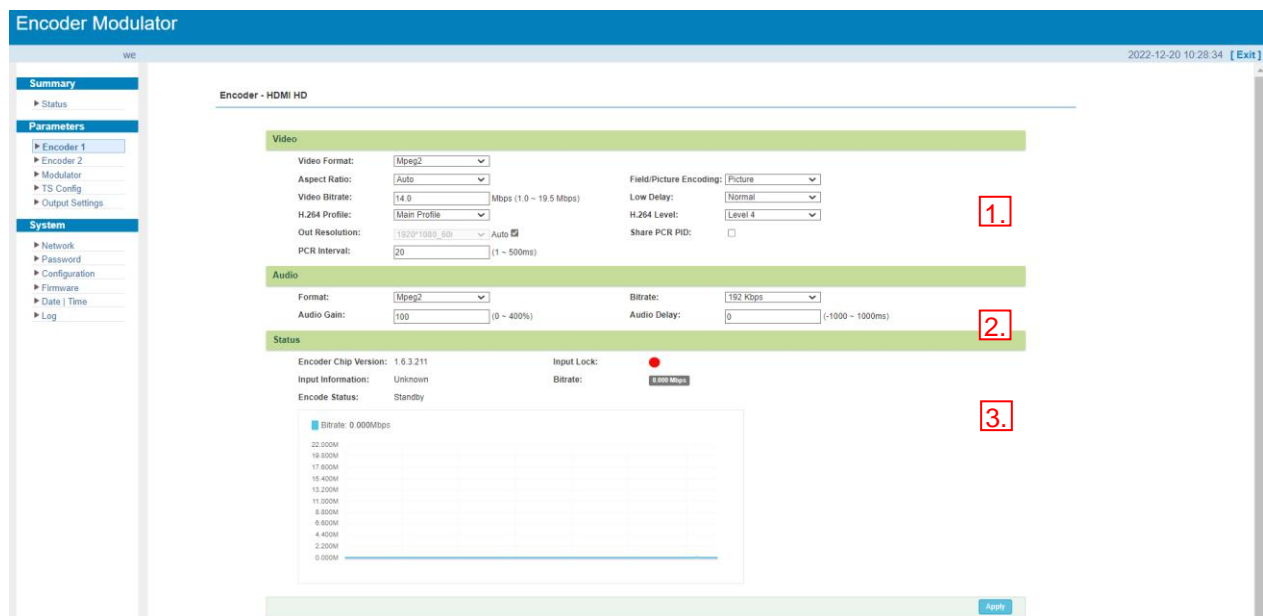 Encoder Modulator
we 2022-12-20 10:28:34 [ Exit ]
Summary
Status
Parameters
Encoder 1
Encoder 2
Modulator
TS Config
Output Settings
System
Network
Password
Configuration
Firmware
Date | Time
Log
Encoder - HDMI HD
Video
Video Format: Mpeg2
Aspect Ratio: Auto Field/Picture Encoding: Picture
Video Bitrate: 14.0 Mbps (1.0 ~ 19.5 Mbps) Low Delay: Normal
1.
H.264 Profile: Main Profile H.264 Level: Level 4
Out Resolution: 1920*1080_60i Auto Share PCR PID:
PCR Interval: 20 (1 ~ 500ms)
Audio
Format: Mpeg2 Bitrate: 192 Kbps
Audio Gain: 100 (0 ~ 400%) Audio Delay: 0 (-1000 ~ 1000ms)
2.
Status
Encoder Chip Version: 1.6.3.211 Input Lock:
Input Information: Unknown Bitrate: 0.000 Mbps
Encode Status: Standby
3.
Bitrate: 0.000Mbps
22.000M
19.800M
17.600M
15.400M
13.200M
11.000M
8.800M
6.600M
4.400M
2.200M
0.000M
Apply